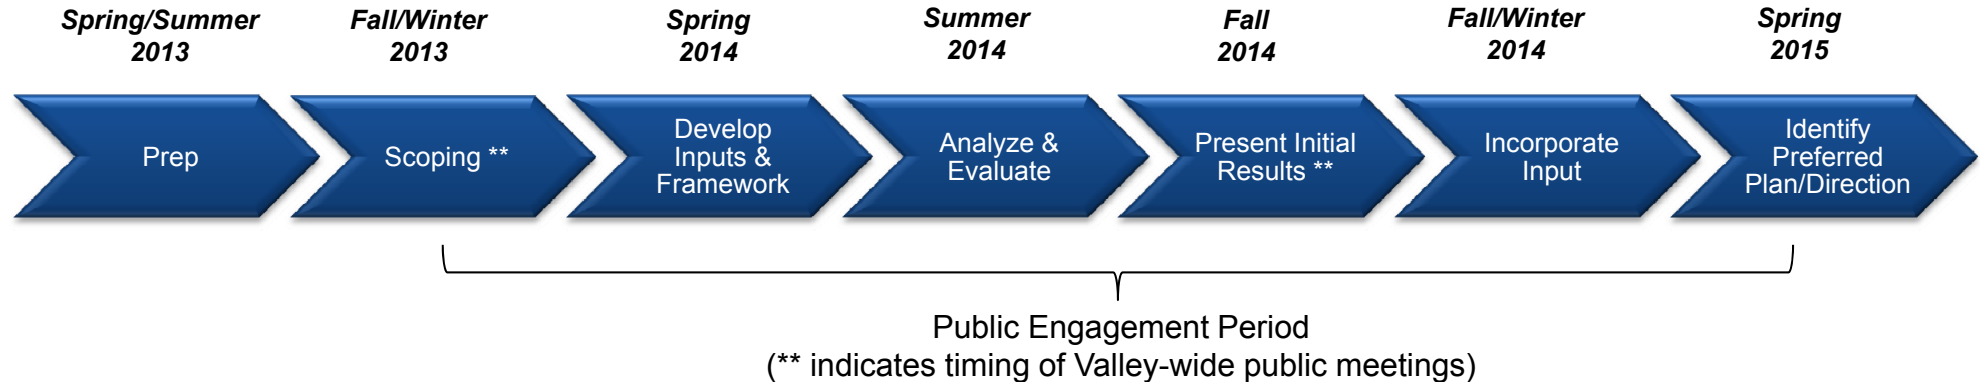 Spring/Summer
2013
Fall/Winter
2013
Spring
2014
Summer
2014
Fall
2014
Fall/Winter
2014
Spring
2015
Prep
Scoping **
Develop
Inputs &
Framework
Analyze &
Evaluate
Present Initial
Results **
Incorporate
Input
Identify
Preferred
Plan/Direction
Public Engagement Period
(** indicates timing of Valley-wide public meetings)